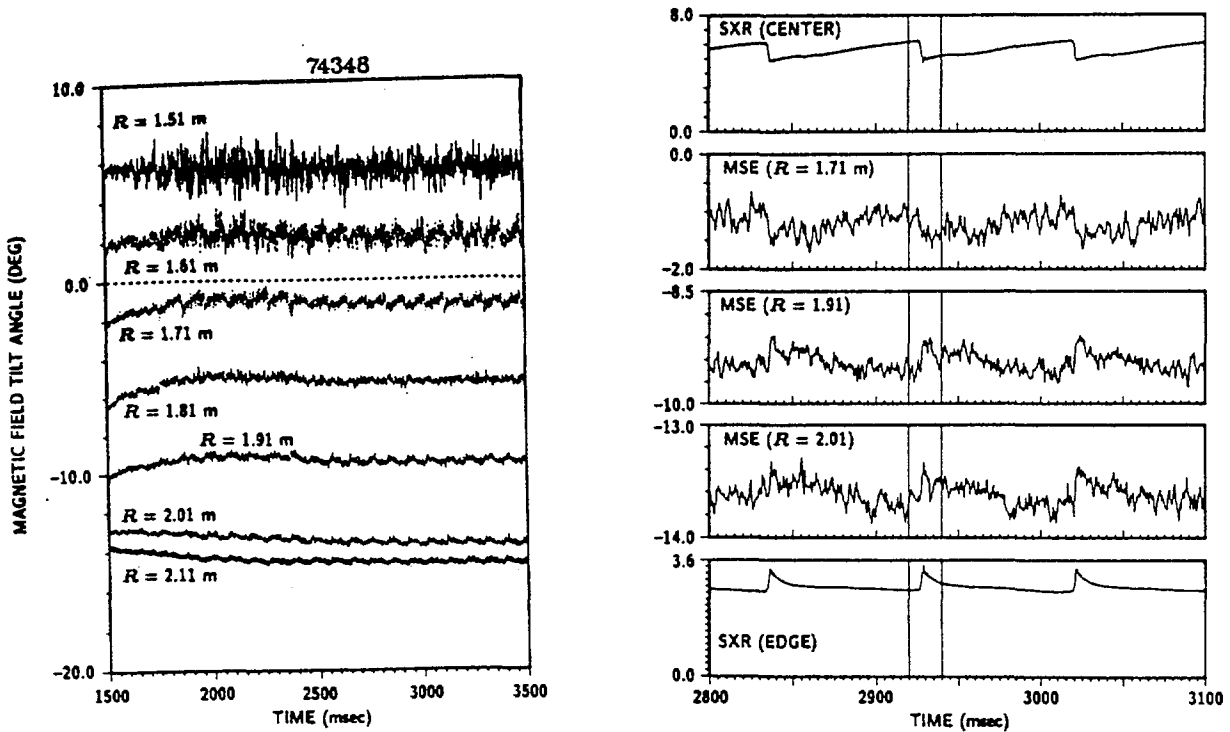 74348
10.0
R = 1.51 m
R = 1.61 m
0.0
R = 1.71 m
R = 1.81 m
R = 1.91 m
-10.0
R = 2.01 m
R = 2.11 m
-20.0
1500 2000 2500 3000 3500
TIME (msec)
MAGNETIC FIELD TILT ANGLE (DEG)
8.0
SXR (CENTER)
0.0
0.0
MSE (R = 1.71 m)
-2.0
-8.5
MSE (R = 1.91)
-10.0
-13.0
MSE (R = 2.01)
-14.0
3.6
SXR (EDGE)
0.0
2800 2900 3000 3100
TIME (msec)